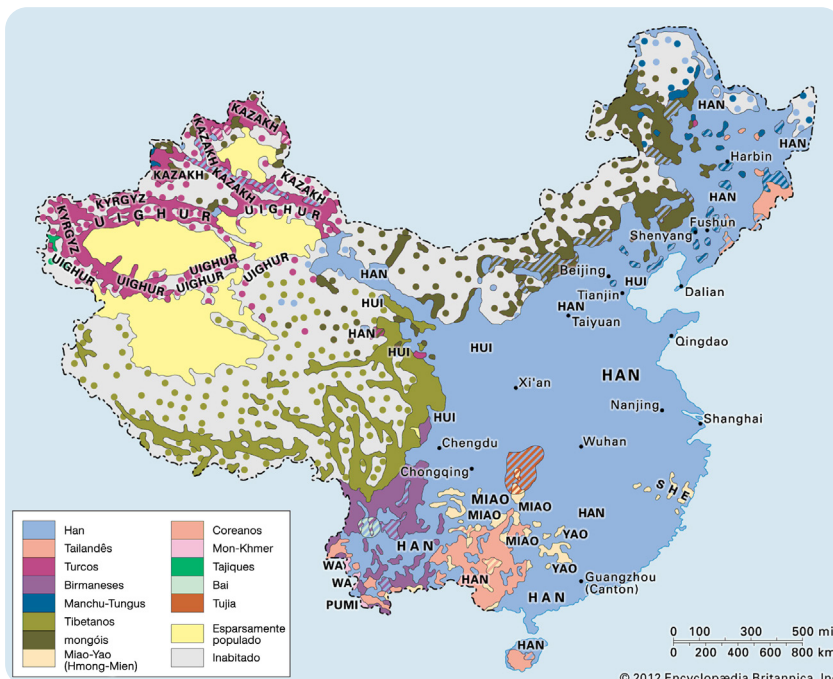 KAZAKH
KAZAKH
KAZAKH
KAZAKH
KAZAKH
KYRGYZ
KYRGYZ
UIGHUR
UIGHUR
UIGHUR
UIGHUR
UIGHUR
UIGHUR
UIGHUR
HAN
HAN
Harbin
HAN
Fushun
Shenyang
Beijing
HUI
Tianjin
Dalian
HAN
HAN
Taiyuan
HUI
HAN
HUI
HUI
Qingdao
HAN
Xi'an
Nanjing
Shanghai
HUI
Chengdu
Wuhan
Chongqing
SHE
MIAO
MIAO
MIAO
HAN
MIAO
YAO
YAO
HAN
HAN
WA
WA
PUMI
Guangzhou
(Canton)
HAN
HAN
Han
Tailandês
Turcos
Birmaneses
Manchu-Tungus
Tibetanos
mongóis
Miao-Yao
(Hmong-Mien)
Coreanos
Mon-Khmer
Tajiques
Bai
Tujia
Esparsamente
populado
Inabitado
0 100 300 500 mi
0 200 400 600 800 km
© 2012 Encyclopædia Britannica, Inc